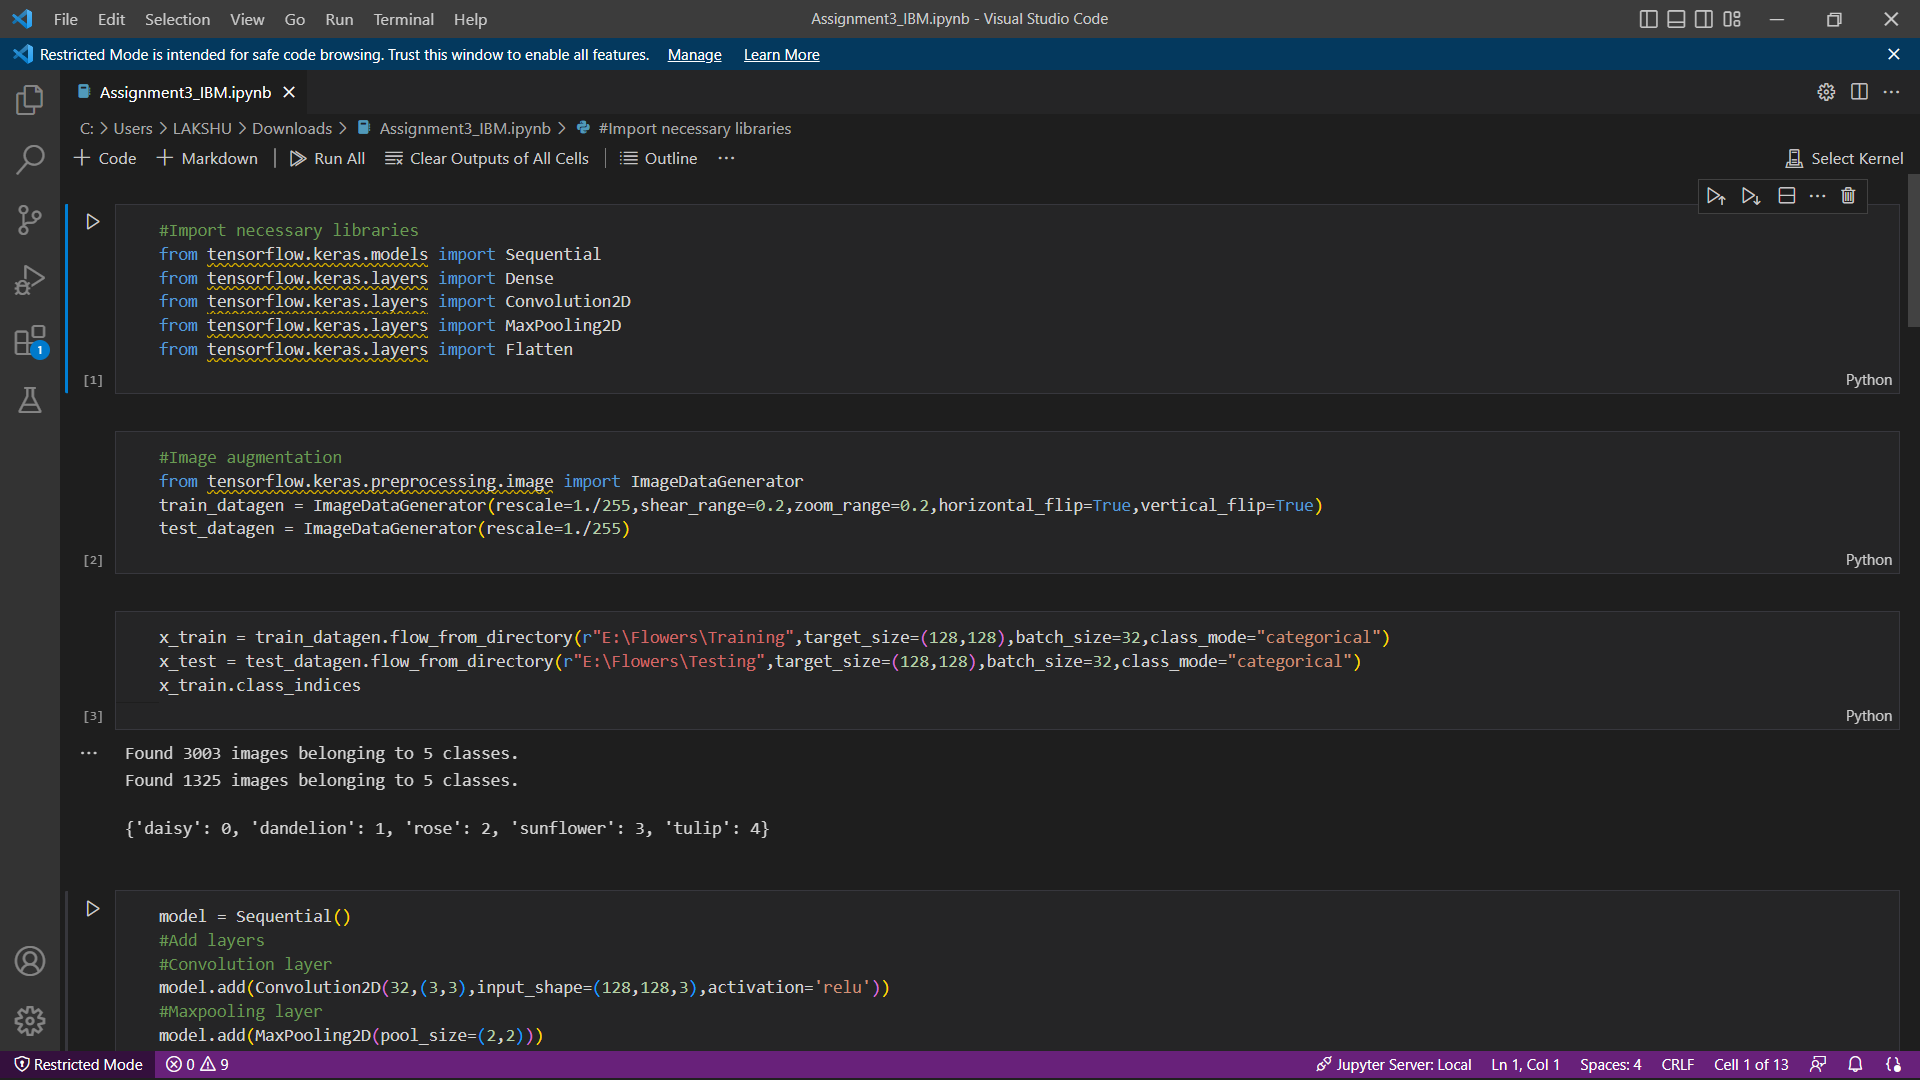 File Edit Selection View Go Run Terminal Help
Assignment3_IBM.ipynb - Visual Studio Code
Restricted Mode is intended for safe code browsing. Trust this window to enable all features. Manage Learn More
Assignment3_IBM.ipynb
C: > Users > LAKSHU > Downloads > Assignment3_IBM.ipynb > #Import necessary libraries
+ Code + Markdown | Run All Clear Outputs of All Cells | Outline ...
Select Kernel
#Import necessary libraries
from tensorflow.keras.models import Sequential
from tensorflow.keras.layers import Dense
from tensorflow.keras.layers import Convolution2D
from tensorflow.keras.layers import MaxPooling2D
from tensorflow.keras.layers import Flatten
[1]
Python
#Image augmentation
from tensorflow.keras.preprocessing.image import ImageDataGenerator
train_datagen = ImageDataGenerator(rescale=1./255,shear_range=0.2,zoom_range=0.2,horizontal_flip=True,vertical_flip=True)
test_datagen = ImageDataGenerator(rescale=1./255)
[2]
Python
x_train = train_datagen.flow_from_directory(r"E:\Flowers\Training",target_size=(128,128),batch_size=32,class_mode="categorical")
x_test = test_datagen.flow_from_directory(r"E:\Flowers\Testing",target_size=(128,128),batch_size=32,class_mode="categorical")
x_train.class_indices
[3]
Python
... Found 3003 images belonging to 5 classes.
Found 1325 images belonging to 5 classes.
{'daisy': 0, 'dandelion': 1, 'rose': 2, 'sunflower': 3, 'tulip': 4}
model = Sequential()
#Add layers
#Convolution layer
model.add(Convolution2D(32,(3,3),input_shape=(128,128,3),activation='relu'))
#Maxpooling layer
model.add(MaxPooling2D(pool_size=(2,2)))
1
Restricted Mode 0 9
Jupyter Server: Local Ln 1, Col 1 Spaces: 4 CRLF Cell 1 of 13